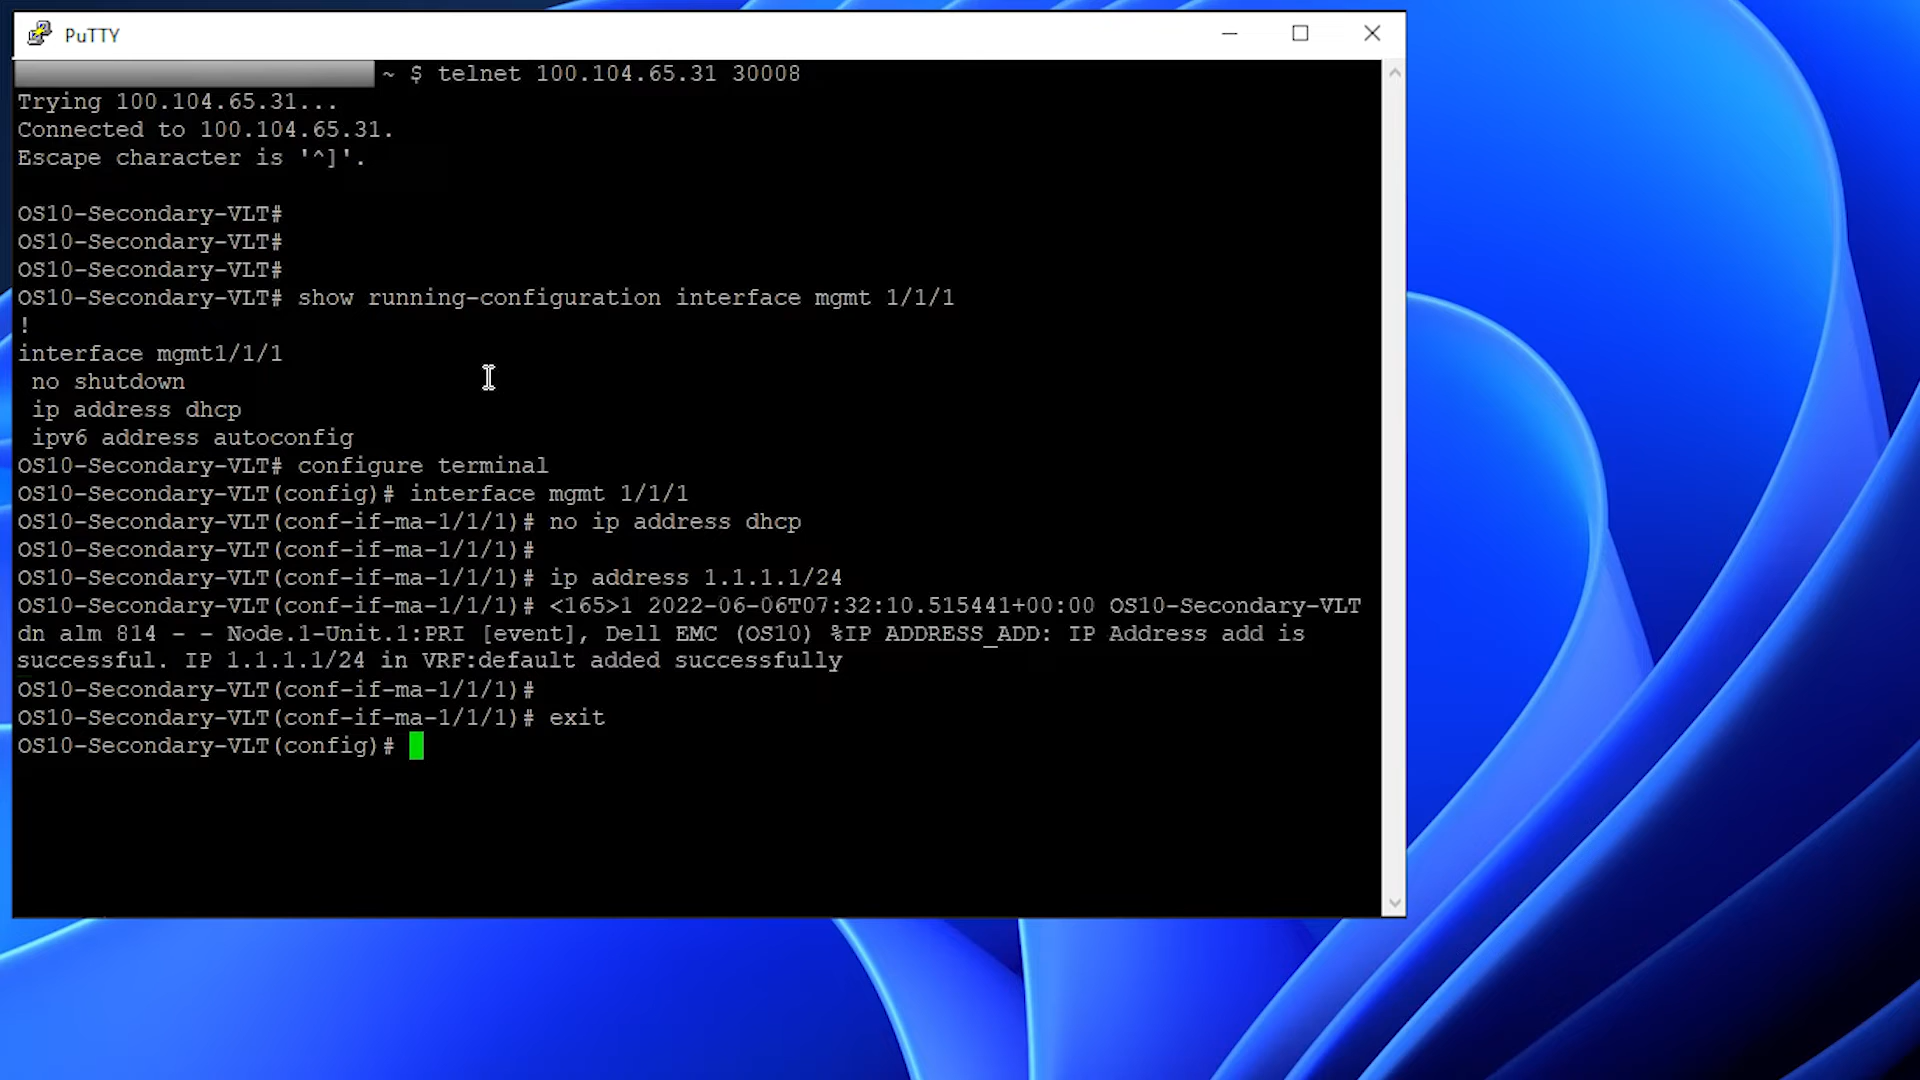 PuTTY
~ $ telnet 100.104.65.31 30008
Trying 100.104.65.31...
Connected to 100.104.65.31.
Escape character is '^]'.
OS10-Secondary-VLT#
OS10-Secondary-VLT#
OS10-Secondary-VLT#
OS10-Secondary-VLT# show running-configuration interface mgmt 1/1/1
!
interface mgmt1/1/1
 no shutdown
 ip address dhcp
 ipv6 address autoconfig
OS10-Secondary-VLT# configure terminal
OS10-Secondary-VLT(config)# interface mgmt 1/1/1
OS10-Secondary-VLT(conf-if-ma-1/1/1)# no ip address dhcp
OS10-Secondary-VLT(conf-if-ma-1/1/1)#
OS10-Secondary-VLT(conf-if-ma-1/1/1)# ip address 1.1.1.1/24
OS10-Secondary-VLT(conf-if-ma-1/1/1)# <165>1 2022-06-06T07:32:10.515441+00:00 OS10-Secondary-VLT
dn alm 814 - - Node.1-Unit.1:PRI [event], Dell EMC (OS10) %IP ADDRESS_ADD: IP Address add is
successful. IP 1.1.1.1/24 in VRF:default added successfully
OS10-Secondary-VLT(conf-if-ma-1/1/1)#
OS10-Secondary-VLT(conf-if-ma-1/1/1)# exit
OS10-Secondary-VLT(config)#